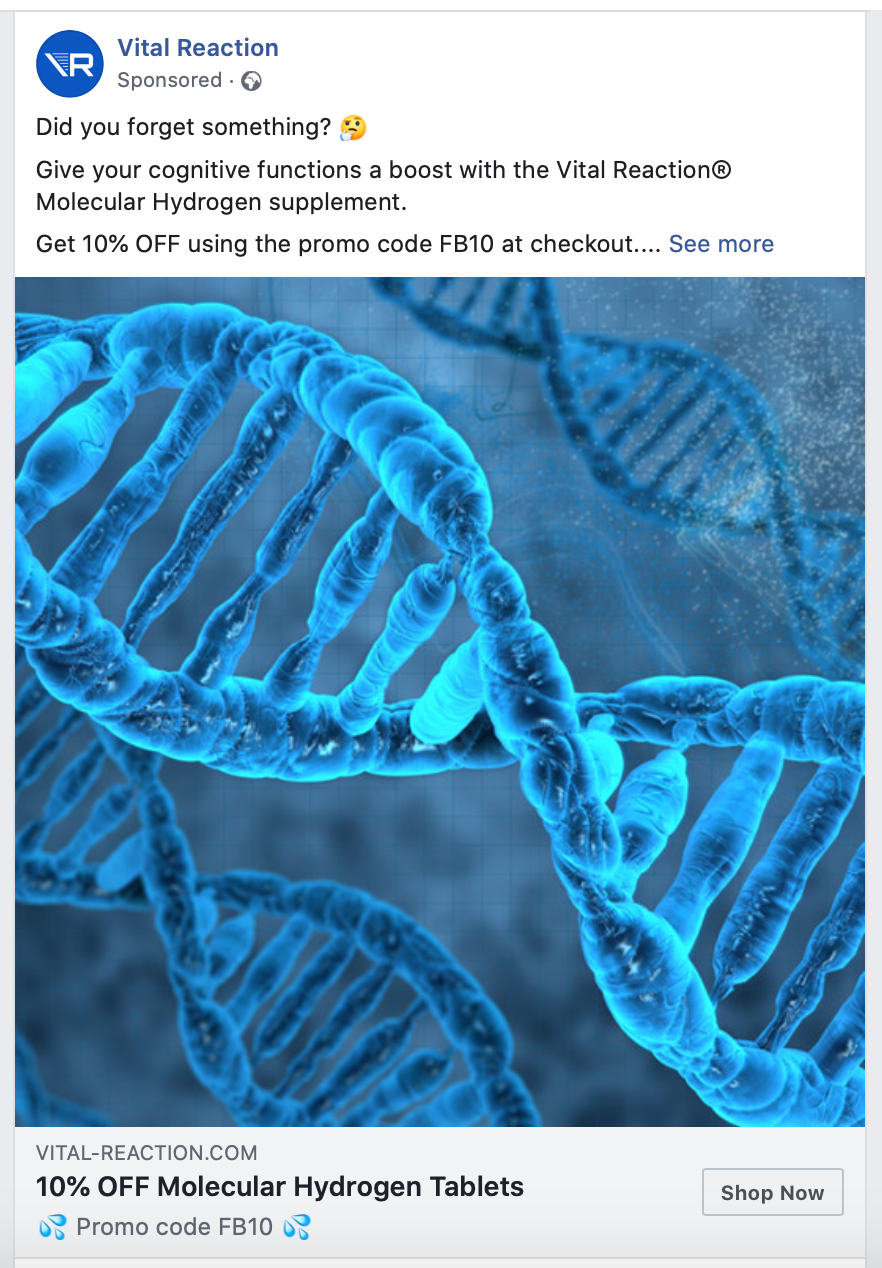 VR
Vital Reaction
Sponsored ·
Did you forget something? 🤔
Give your cognitive functions a boost with the Vital Reaction®
Molecular Hydrogen supplement.
Get 10% OFF using the promo code FB10 at checkout.... See more
VITAL-REACTION.COM
10% OFF Molecular Hydrogen Tablets
Shop Now
💦 Promo code FB10 💦